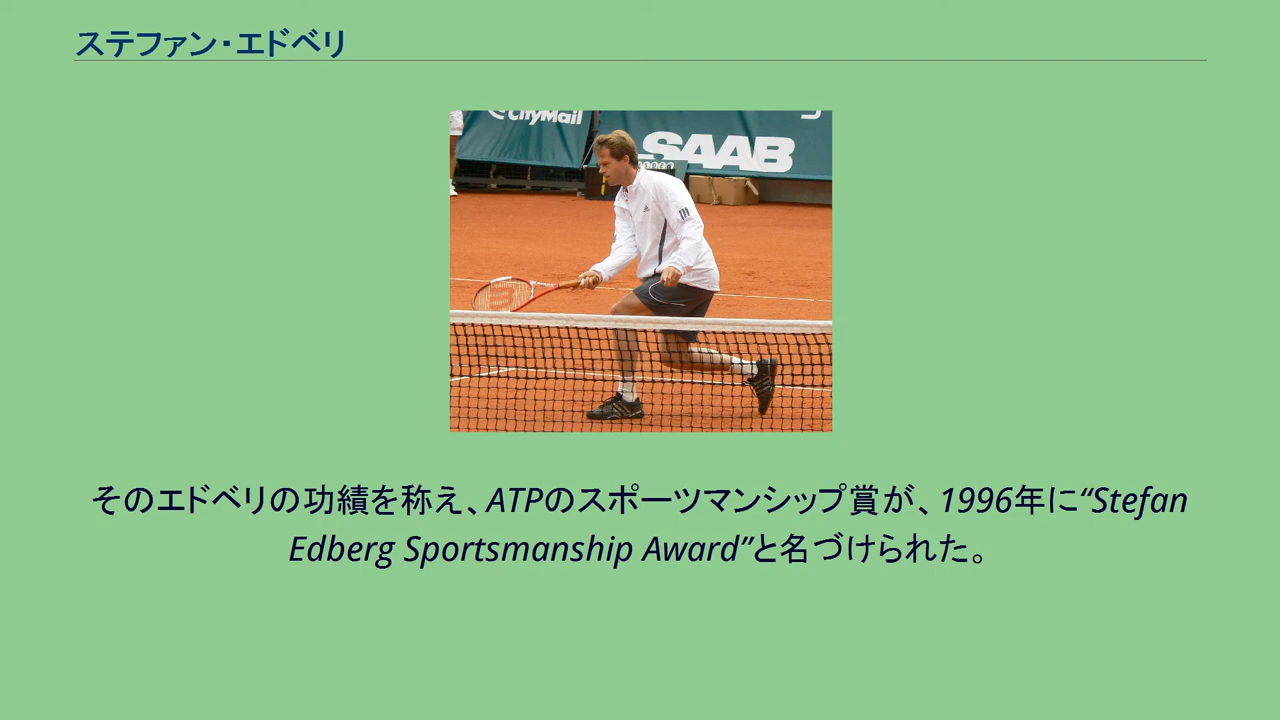 ステファン・エドベリ
CityMail
SAAB
そのエドベリの功績を称え、ATPのスポーツマンシップ賞が、1996年に“Stefan
Edberg Sportsmanship Award”と名づけられた。